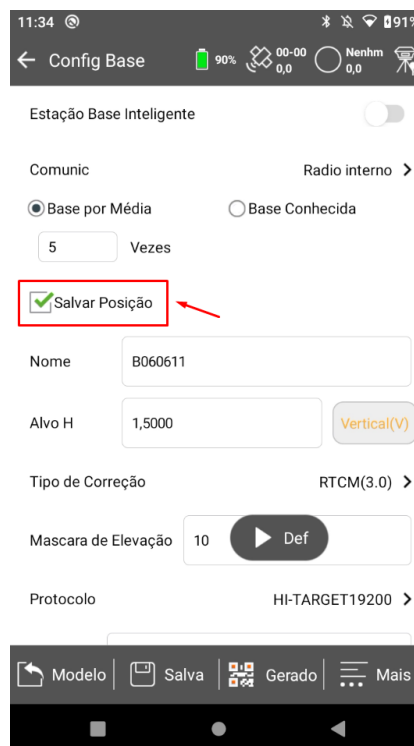 11:34 91%
Config Base 90% 00-00 Nenhm
0,0 0,0
Estação Base Inteligente
Comunic Radio interno
Base por Média Base Conhecida
5 Vezes
Salvar Posição
Nome B060611
Alvo H 1,5000 Vertical(V)
Tipo de Correção RTCM(3.0)
Mascara de Elevação 10 Def
Protocolo HI-TARGET19200
Modelo Salva Gerado Mais